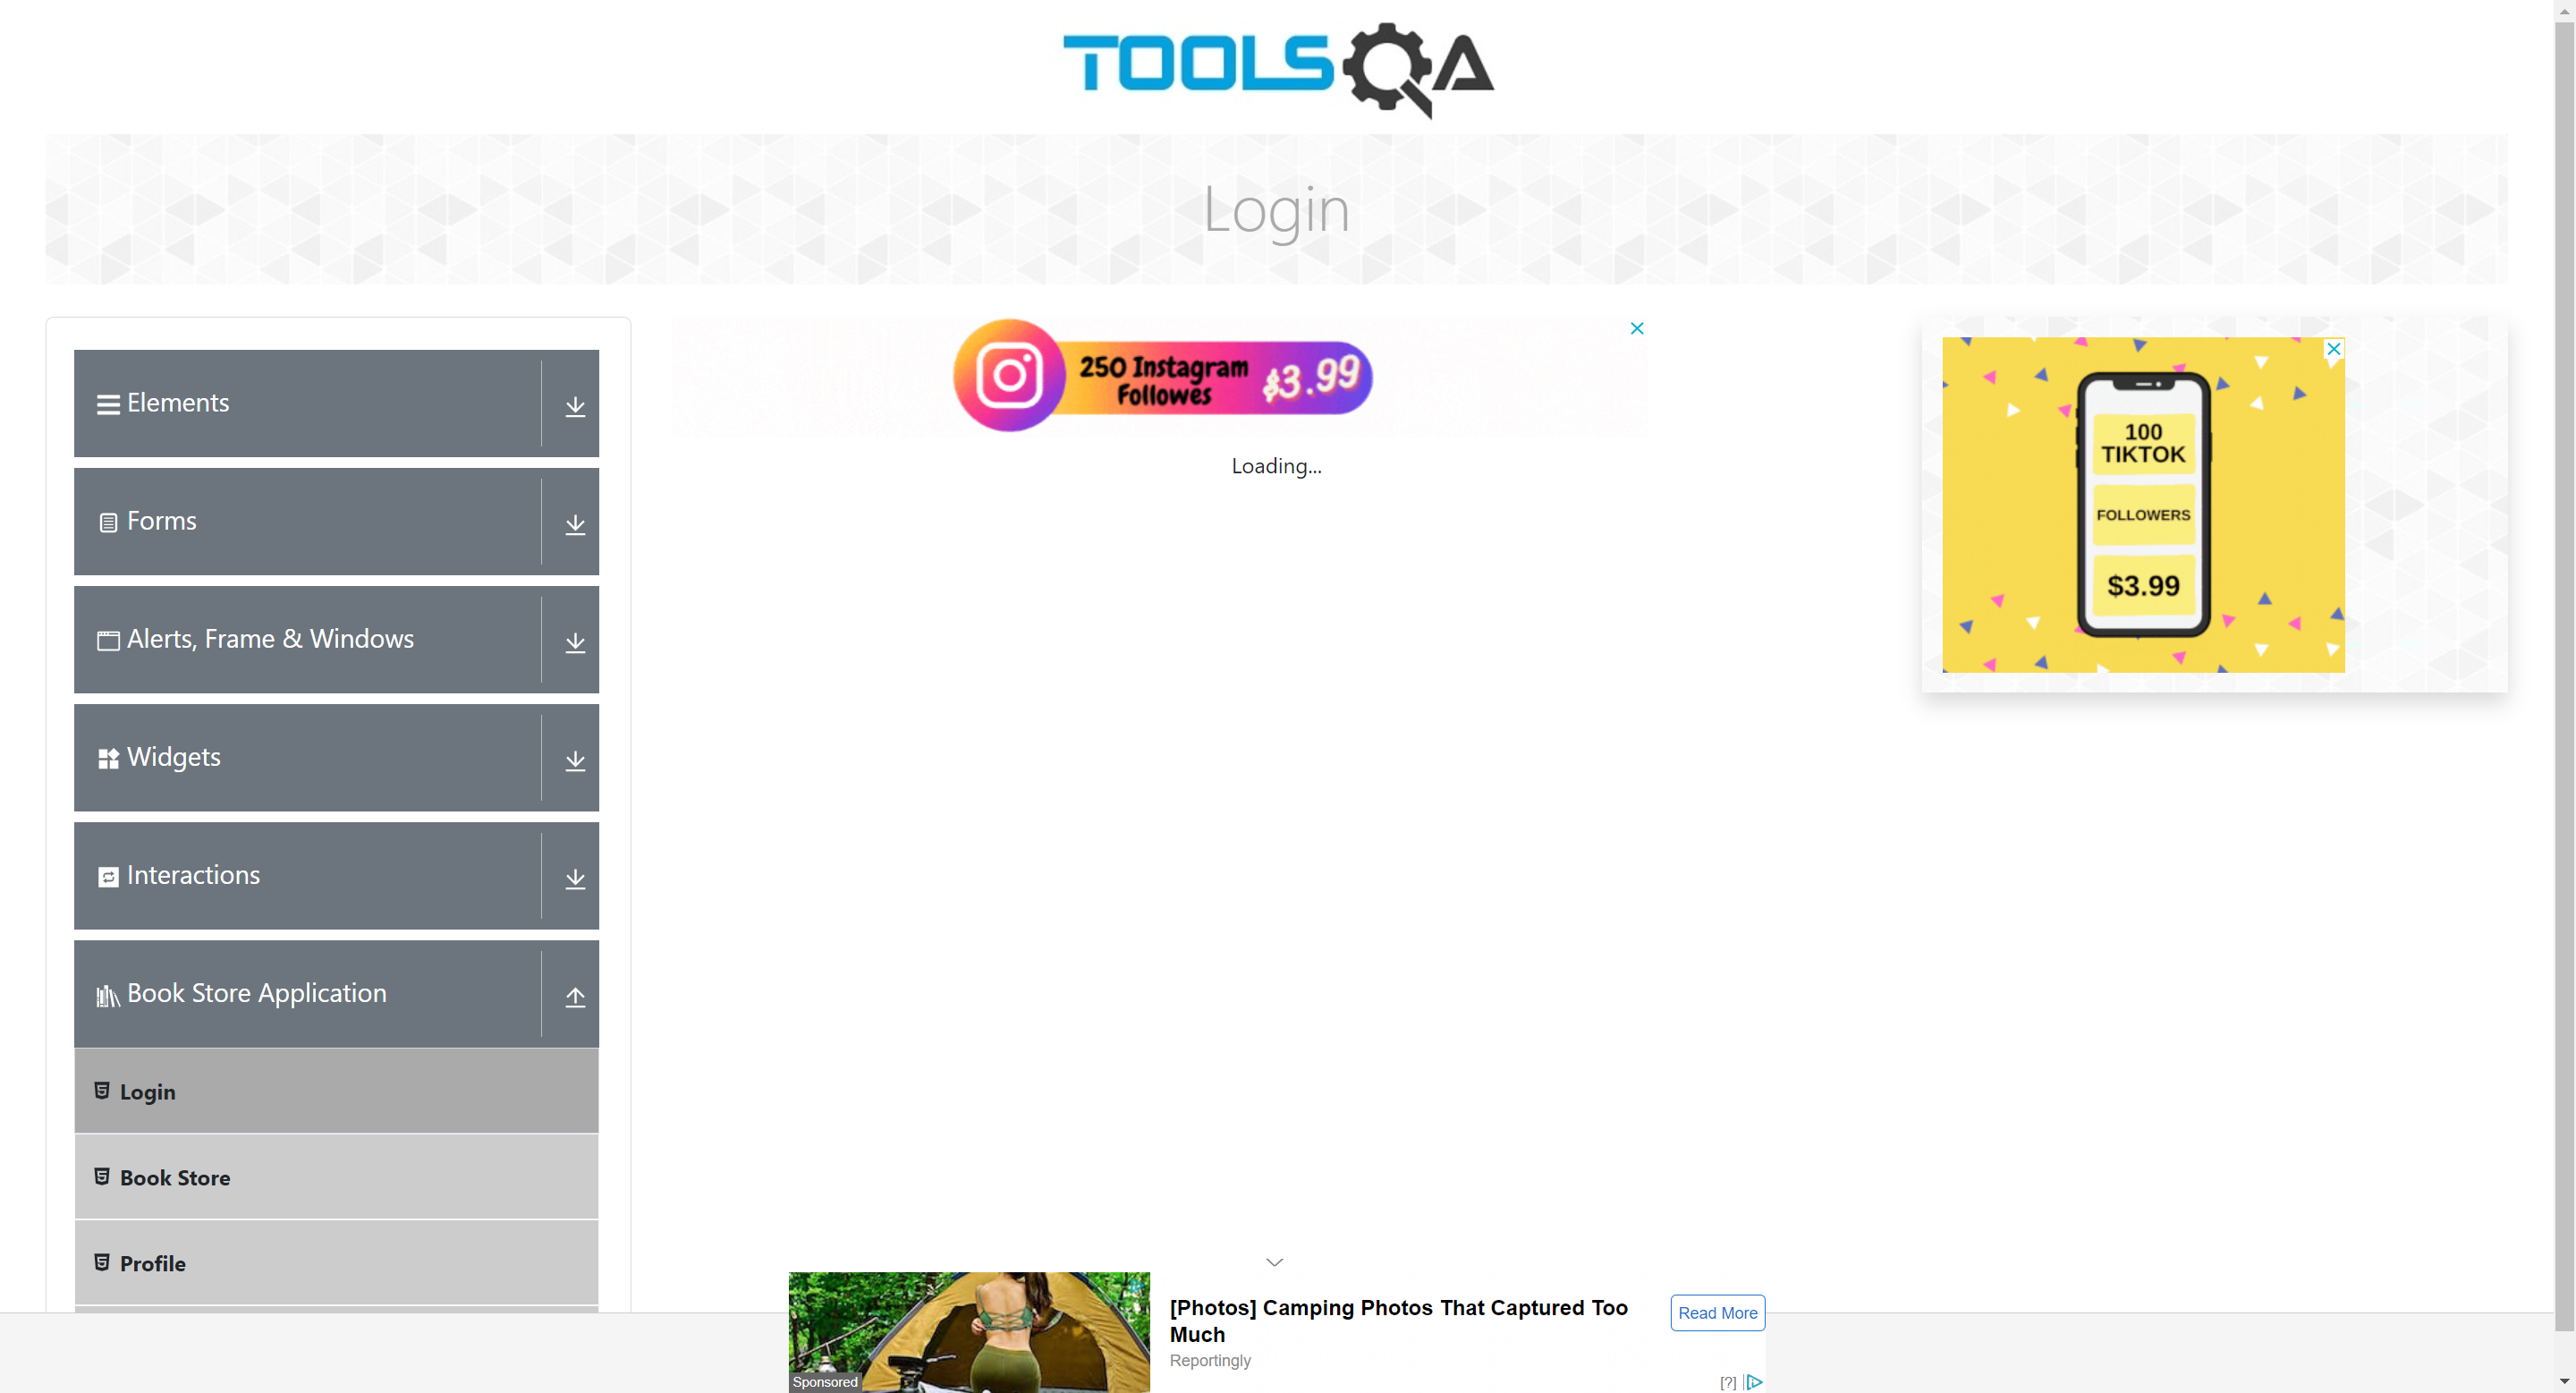 TOOLSQA
Login
Elements
Forms
Alerts, Frame & Windows
Widgets
Interactions
Book Store Application
Login
Book Store
Profile
250 Instagram
Followes
$3.99
Loading...
100
TIKTOK
FOLLOWERS
$3.99
[Photos] Camping Photos That Captured Too
Much
Reportingly
Read More
Sponsored
[?]